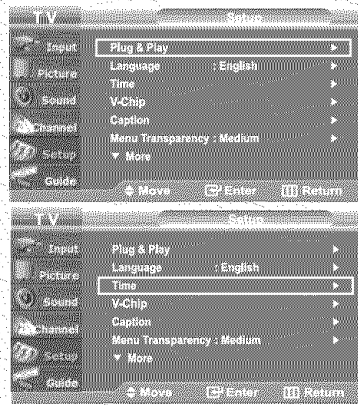 TV Setup
Input Plug & Play
Picture Language : English
Time
Sound V-Chip
Channel Caption
Menu Transparency : Medium
Setup ▼ More
Guide
Move Enter Return
TV Setup
Input Plug & Play
Picture Language : English
Time
Sound V-Chip
Channel Caption
Menu Transparency : Medium
Setup ▼ More
Guide
Move Enter Return